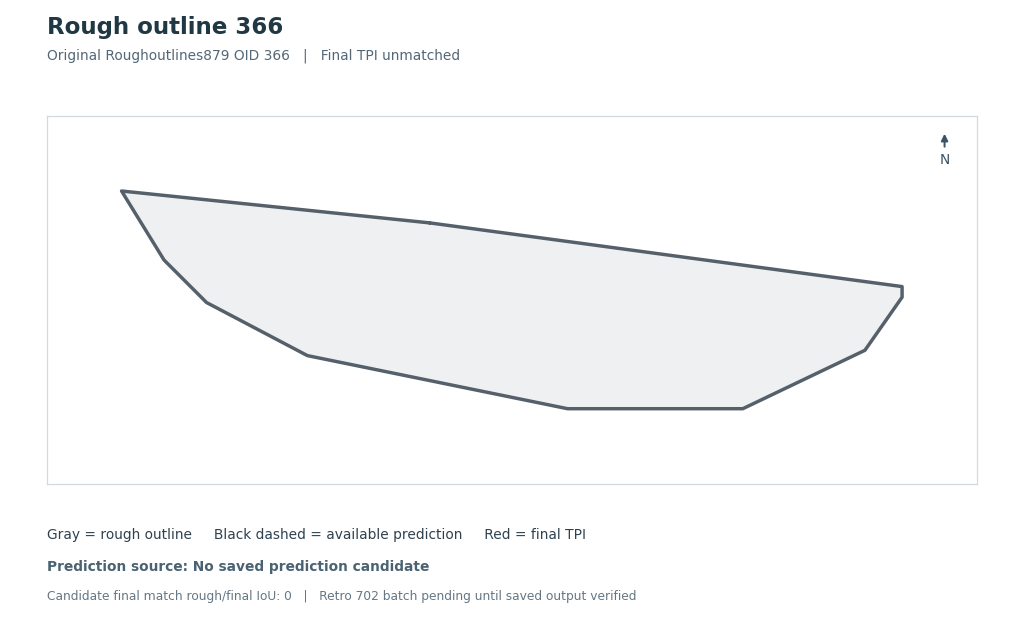 Rough outline 366
Original Roughoutlines879 OID 366   |   Final TPI unmatched
N
Gray = rough outline     Black dashed = available prediction     Red = final TPI
Prediction source: No saved prediction candidate
Candidate final match rough/final IoU: 0   |   Retro 702 batch pending until saved output verified